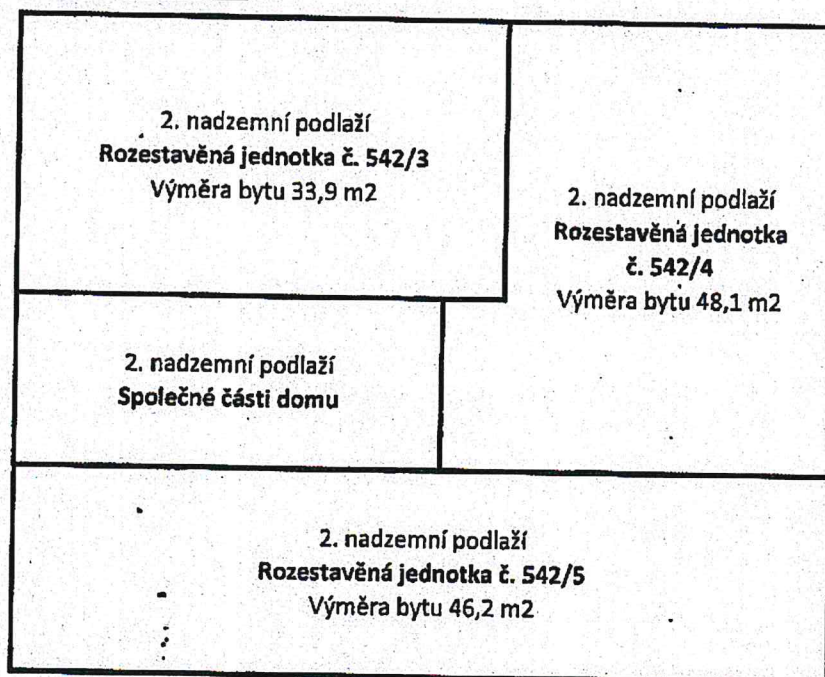 2. nadzemní podlaží
Rozestavěná jednotka č. 542/3
Výměra bytu 33,9 m2
2. nadzemní podlaží
Rozestavěná jednotka
č. 542/4
Výměra bytu 48,1 m2
2. nadzemní podlaží
Společné části domu
2. nadzemní podlaží
Rozestavěná jednotka č. 542/5
Výměra bytu 46,2 m2